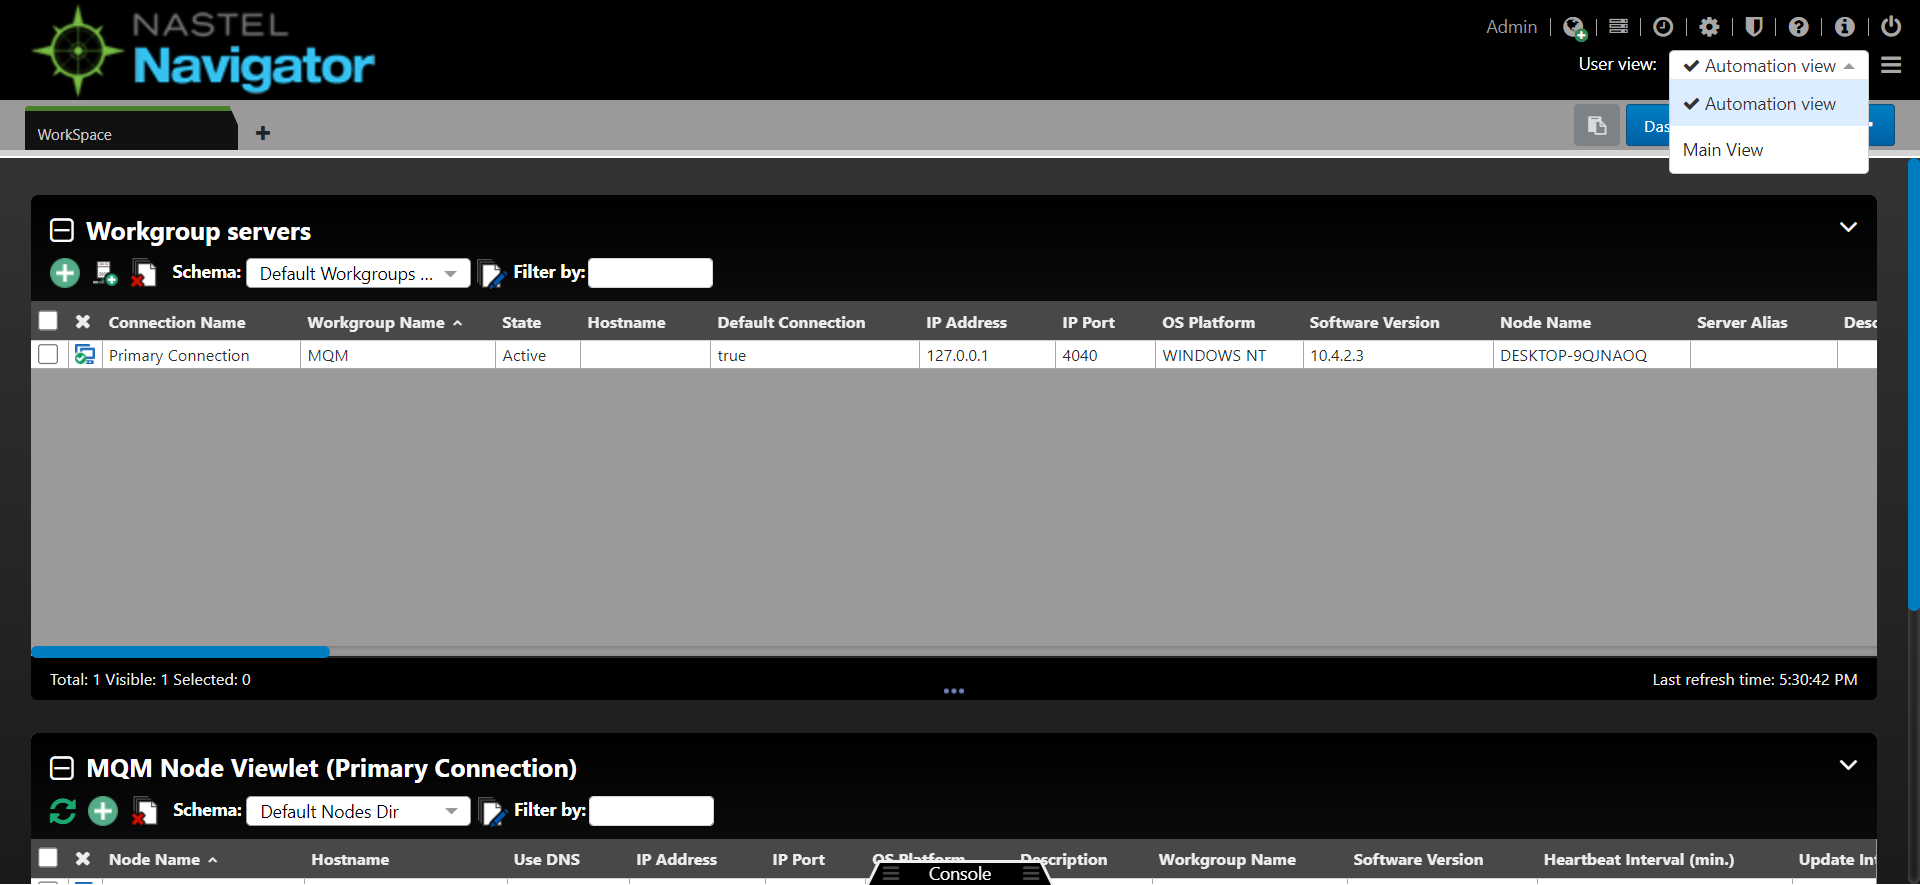 NASTEL
Navigator
Admin
User view:
Automation view
Automation view
Main View
WorkSpace
Das
Workgroup servers
Schema: Default Workgroups ... Filter by:
Connection Name Workgroup Name State Hostname Default Connection IP Address IP Port OS Platform Software Version Node Name Server Alias Desc
Primary Connection MQM Active true 127.0.0.1 4040 WINDOWS NT 10.4.2.3 DESKTOP-9QJNAOQ
Total: 1 Visible: 1 Selected: 0
Last refresh time: 5:30:42 PM
MQM Node Viewlet (Primary Connection)
Schema: Default Nodes Dir Filter by:
Node Name Hostname Use DNS IP Address IP Port OS Platform Description Workgroup Name Software Version Heartbeat Interval (min.) Update Int
Console